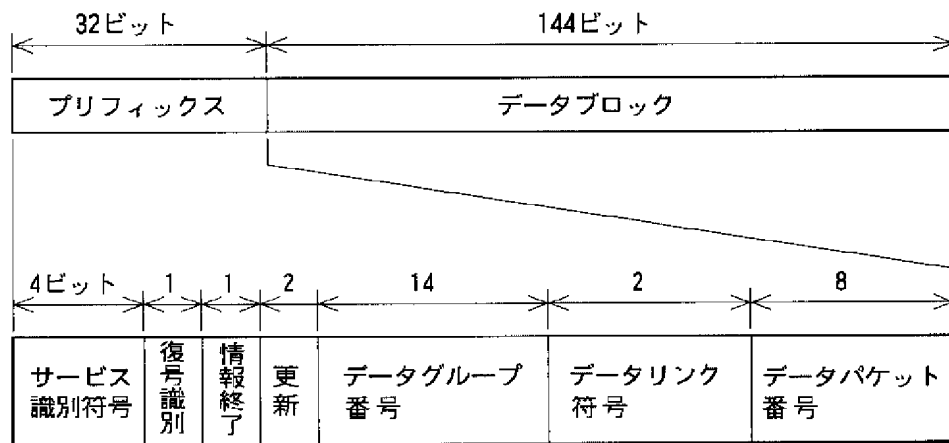 32ビット 144ビット
プリフィックス データブロック
4ビット 1 1 2 14 2 8
サービス識別符号
復号識別
情報終了
更新
データグループ番号
データリンク符号
データパケット番号